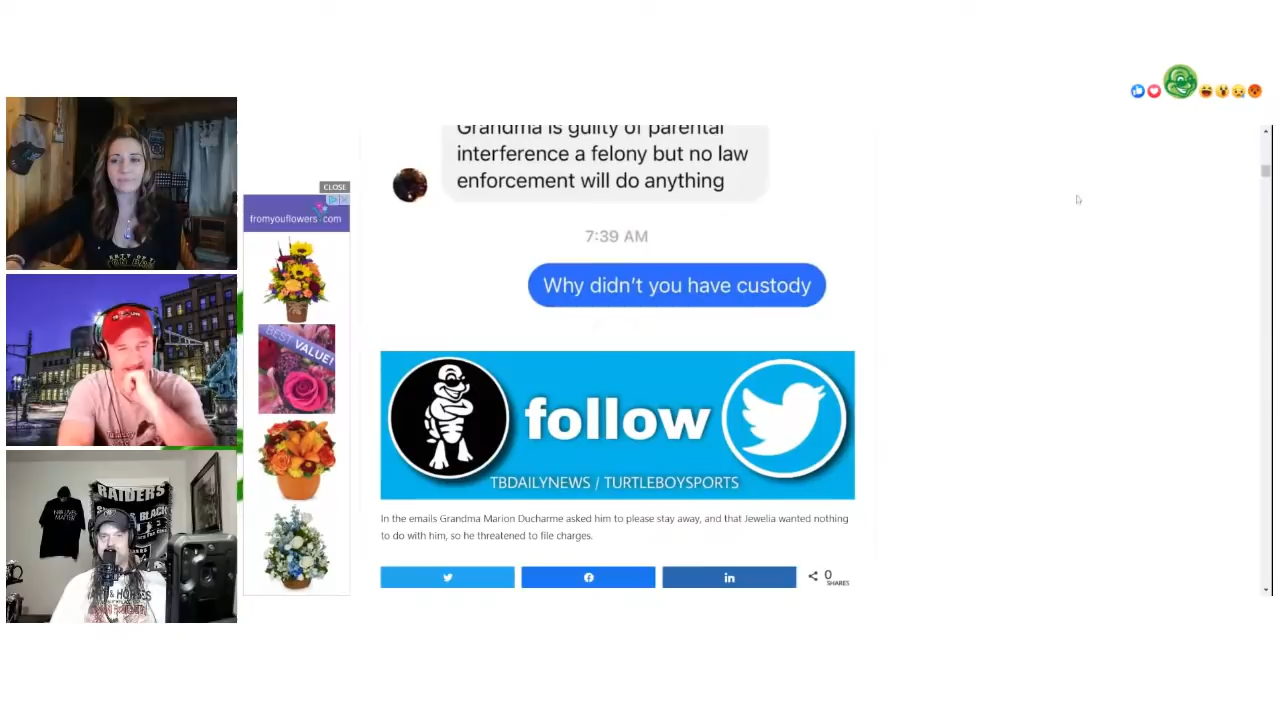 Grandma is guilty of parental
interference a felony but no law
enforcement will do anything
7:39 AM
Why didn't you have custody
CLOSE
fromyouflowers.com
BEST VALUE!
follow
TBDAILYNEWS / TURTLEBOYSPORTS
In the emails Grandma Marion Ducharme asked him to please stay away, and that Jewelia wanted nothing
to do with him, so he threatened to file charges.
0
SHARES
RAIDERS